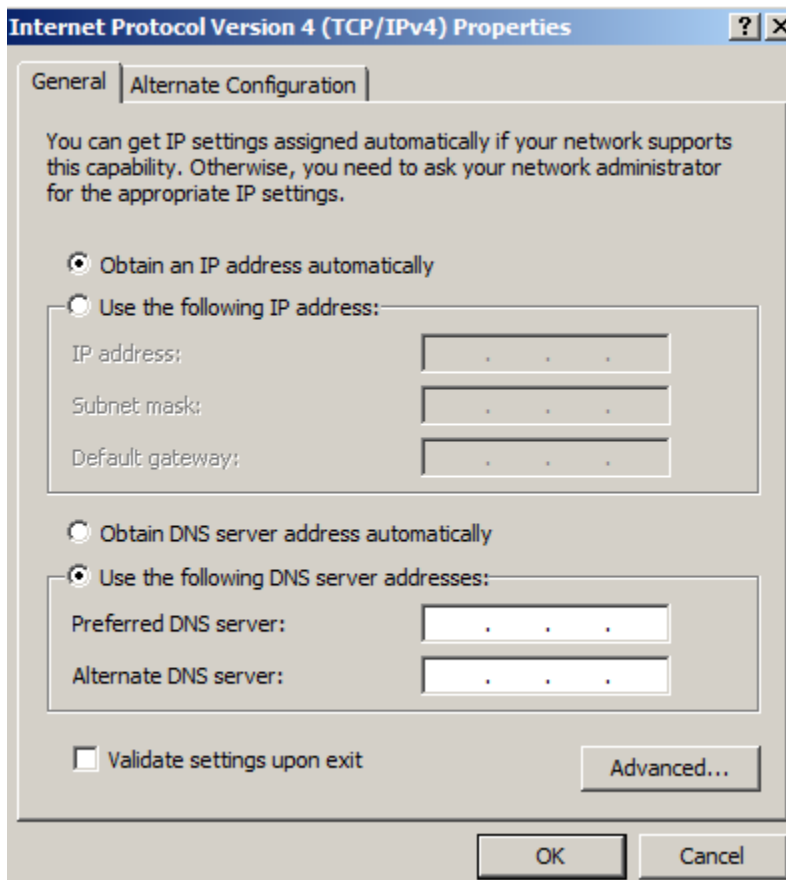 Internet Protocol Version 4 (TCP/IPv4) Properties
?
General
Alternate Configuration
You can get IP settings assigned automatically if your network supports
this capability. Otherwise, you need to ask your network administrator
for the appropriate IP settings.
Obtain an IP address automatically
Use the following IP address:
IP address:
. . .
Subnet mask:
. . .
Default gateway:
. . .
Obtain DNS server address automatically
Use the following DNS server addresses:
Preferred DNS server:
. . .
Alternate DNS server:
. . .
Validate settings upon exit
Advanced...
OK
Cancel